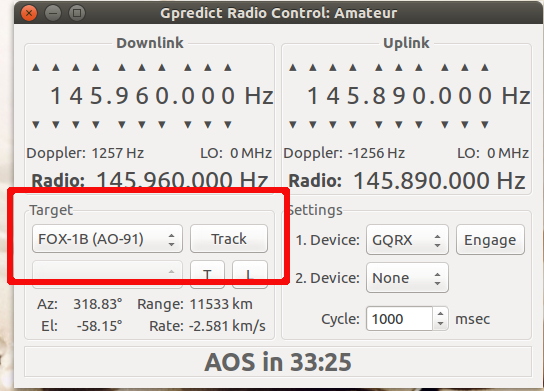 Gpredict Radio Control: Amateur
Downlink
145.960.000 Hz
Doppler: 1257 Hz LO: 0 MHz
Radio: 145.960.000 Hz
Uplink
145.890.000 Hz
Doppler: -1256 Hz LO: 0 MHz
Radio: 145.890.000 Hz
Target
FOX-1B (AO-91) Track
T L
Az: 318.83° Range: 11533 km
El: -58.15° Rate: -2.581 km/s
Settings
1. Device: GQRX Engage
2. Device: None
Cycle: 1000 msec
AOS in 33:25